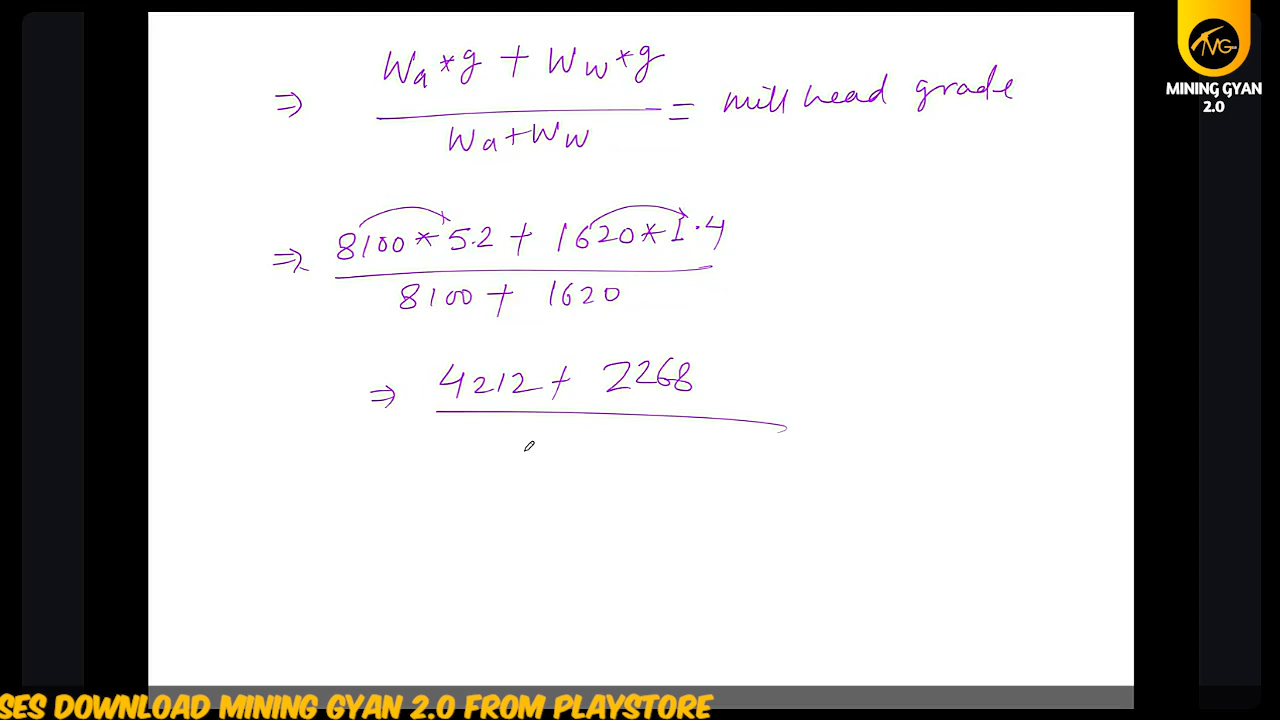 Wa*g + Ww*g
⇒ = mill head grade
Wa+Ww
MINING GYAN
2.0
8100*5.2 + 1620*1.4
⇒
8100 + 1620
⇒ 4212 + 2268
SES DOWNLOAD MINING GYAN 2.0 FROM PLAYSTORE